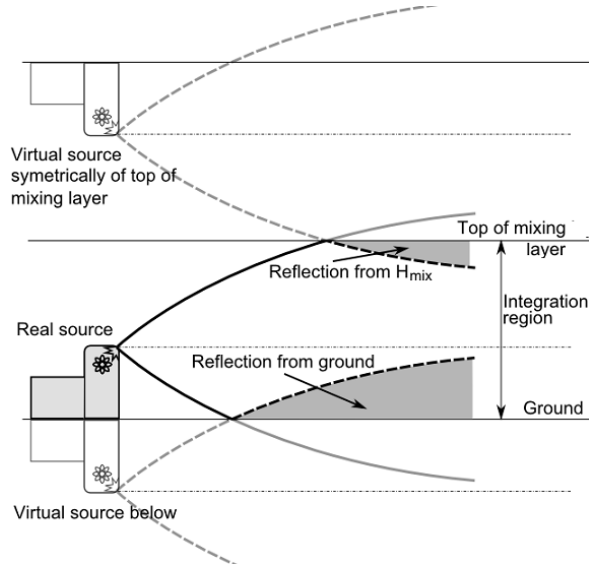 Virtual source
symetrically of top of
mixing layer
Top of mixing
layer
Reflection from Hmix
Integration
region
Real source
Reflection from ground
Ground
Virtual source below